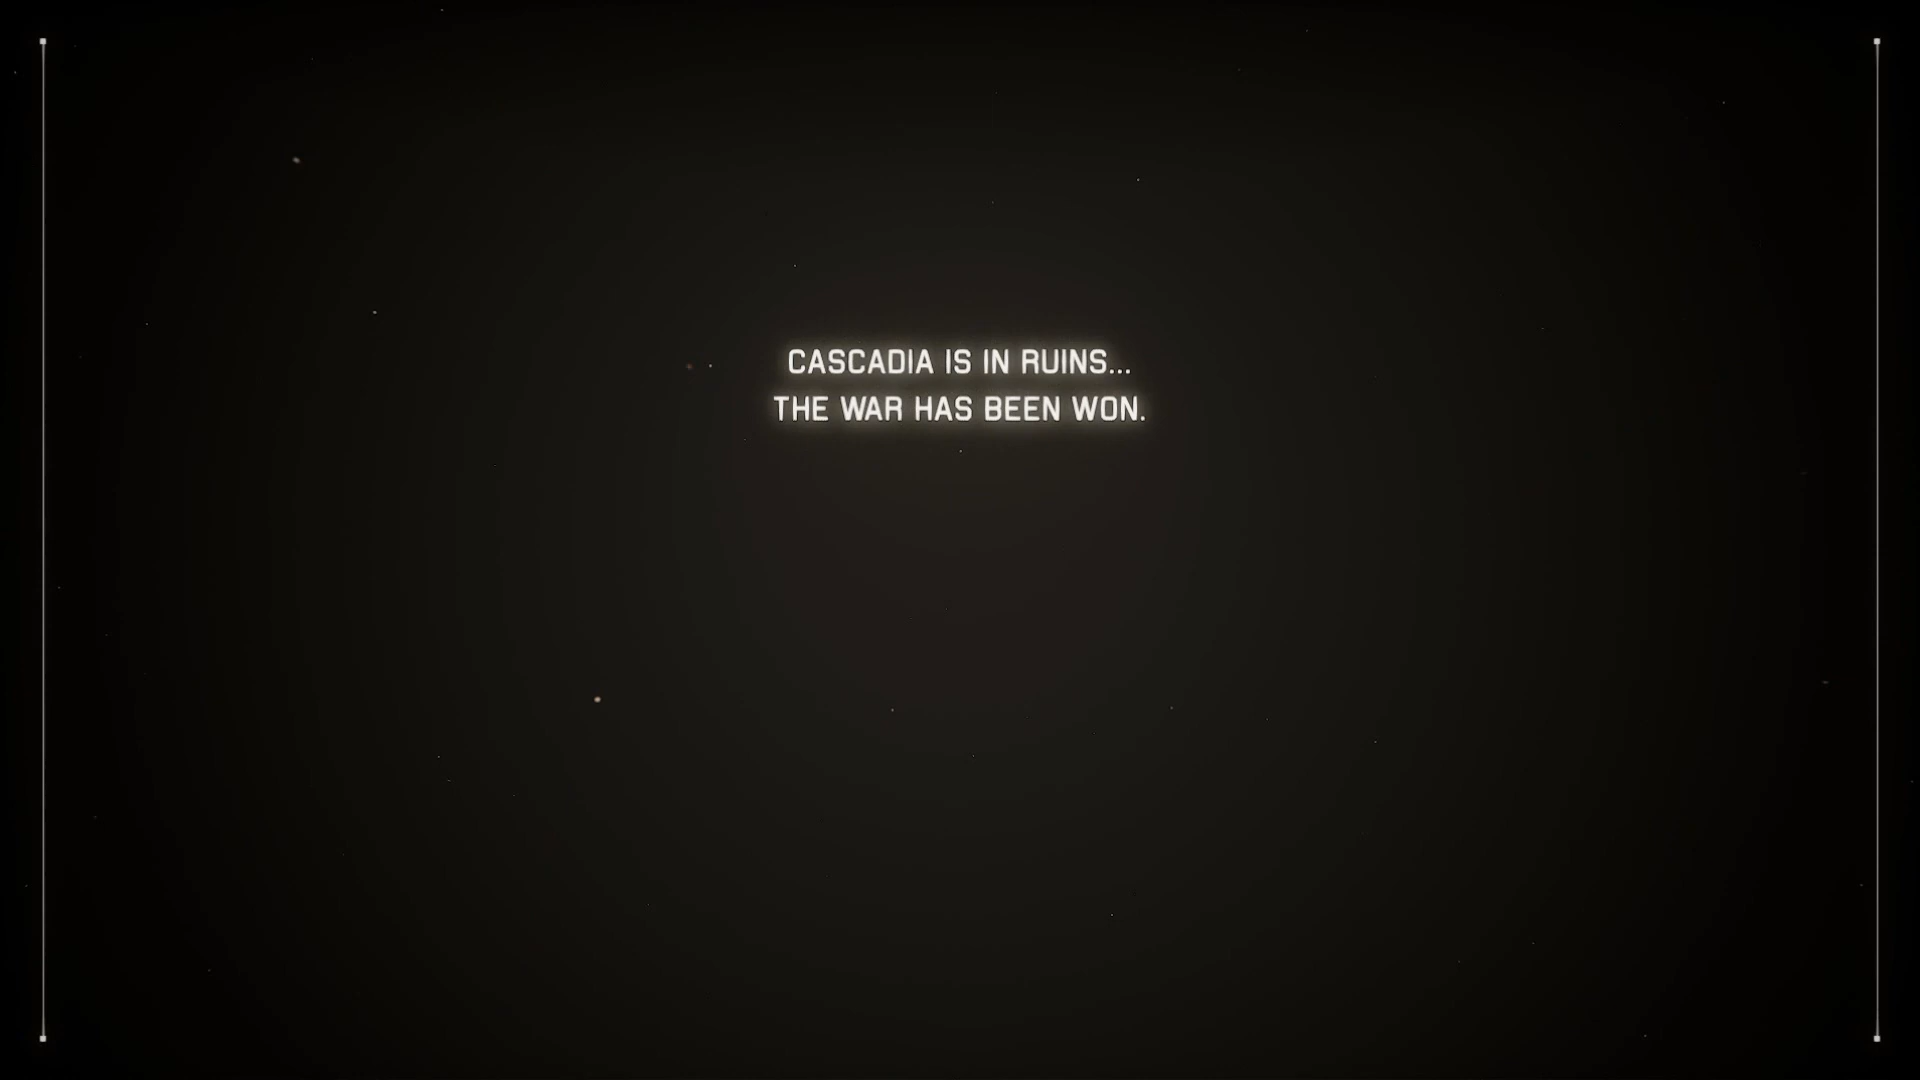 CASCADIA IS IN RUINS...
THE WAR HAS BEEN WON.